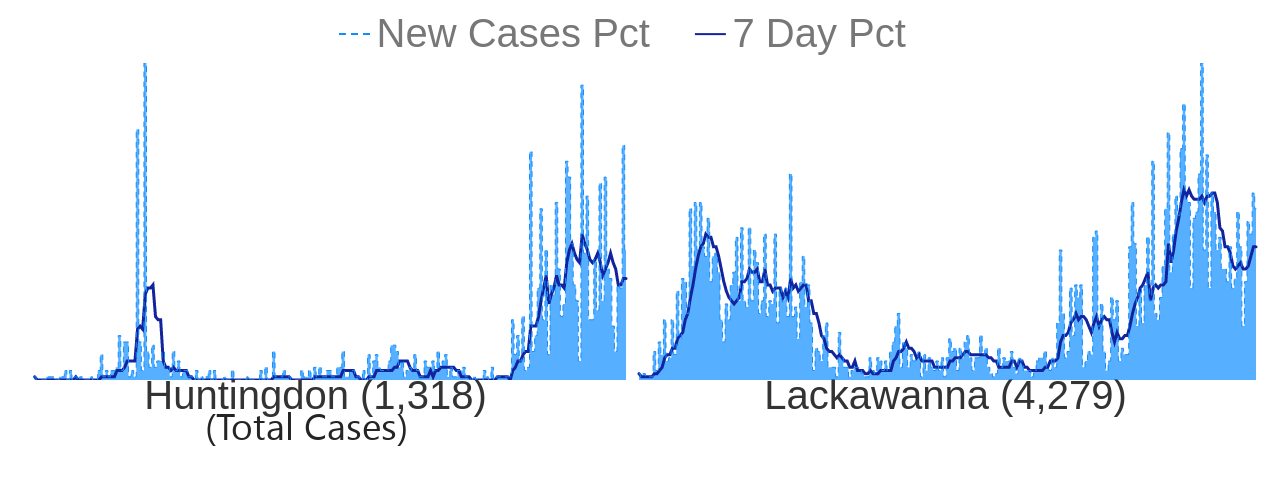 New Cases Pct 7 Day Pct
Huntingdon (1,318) Lackawanna (4,279)
(Total Cases)